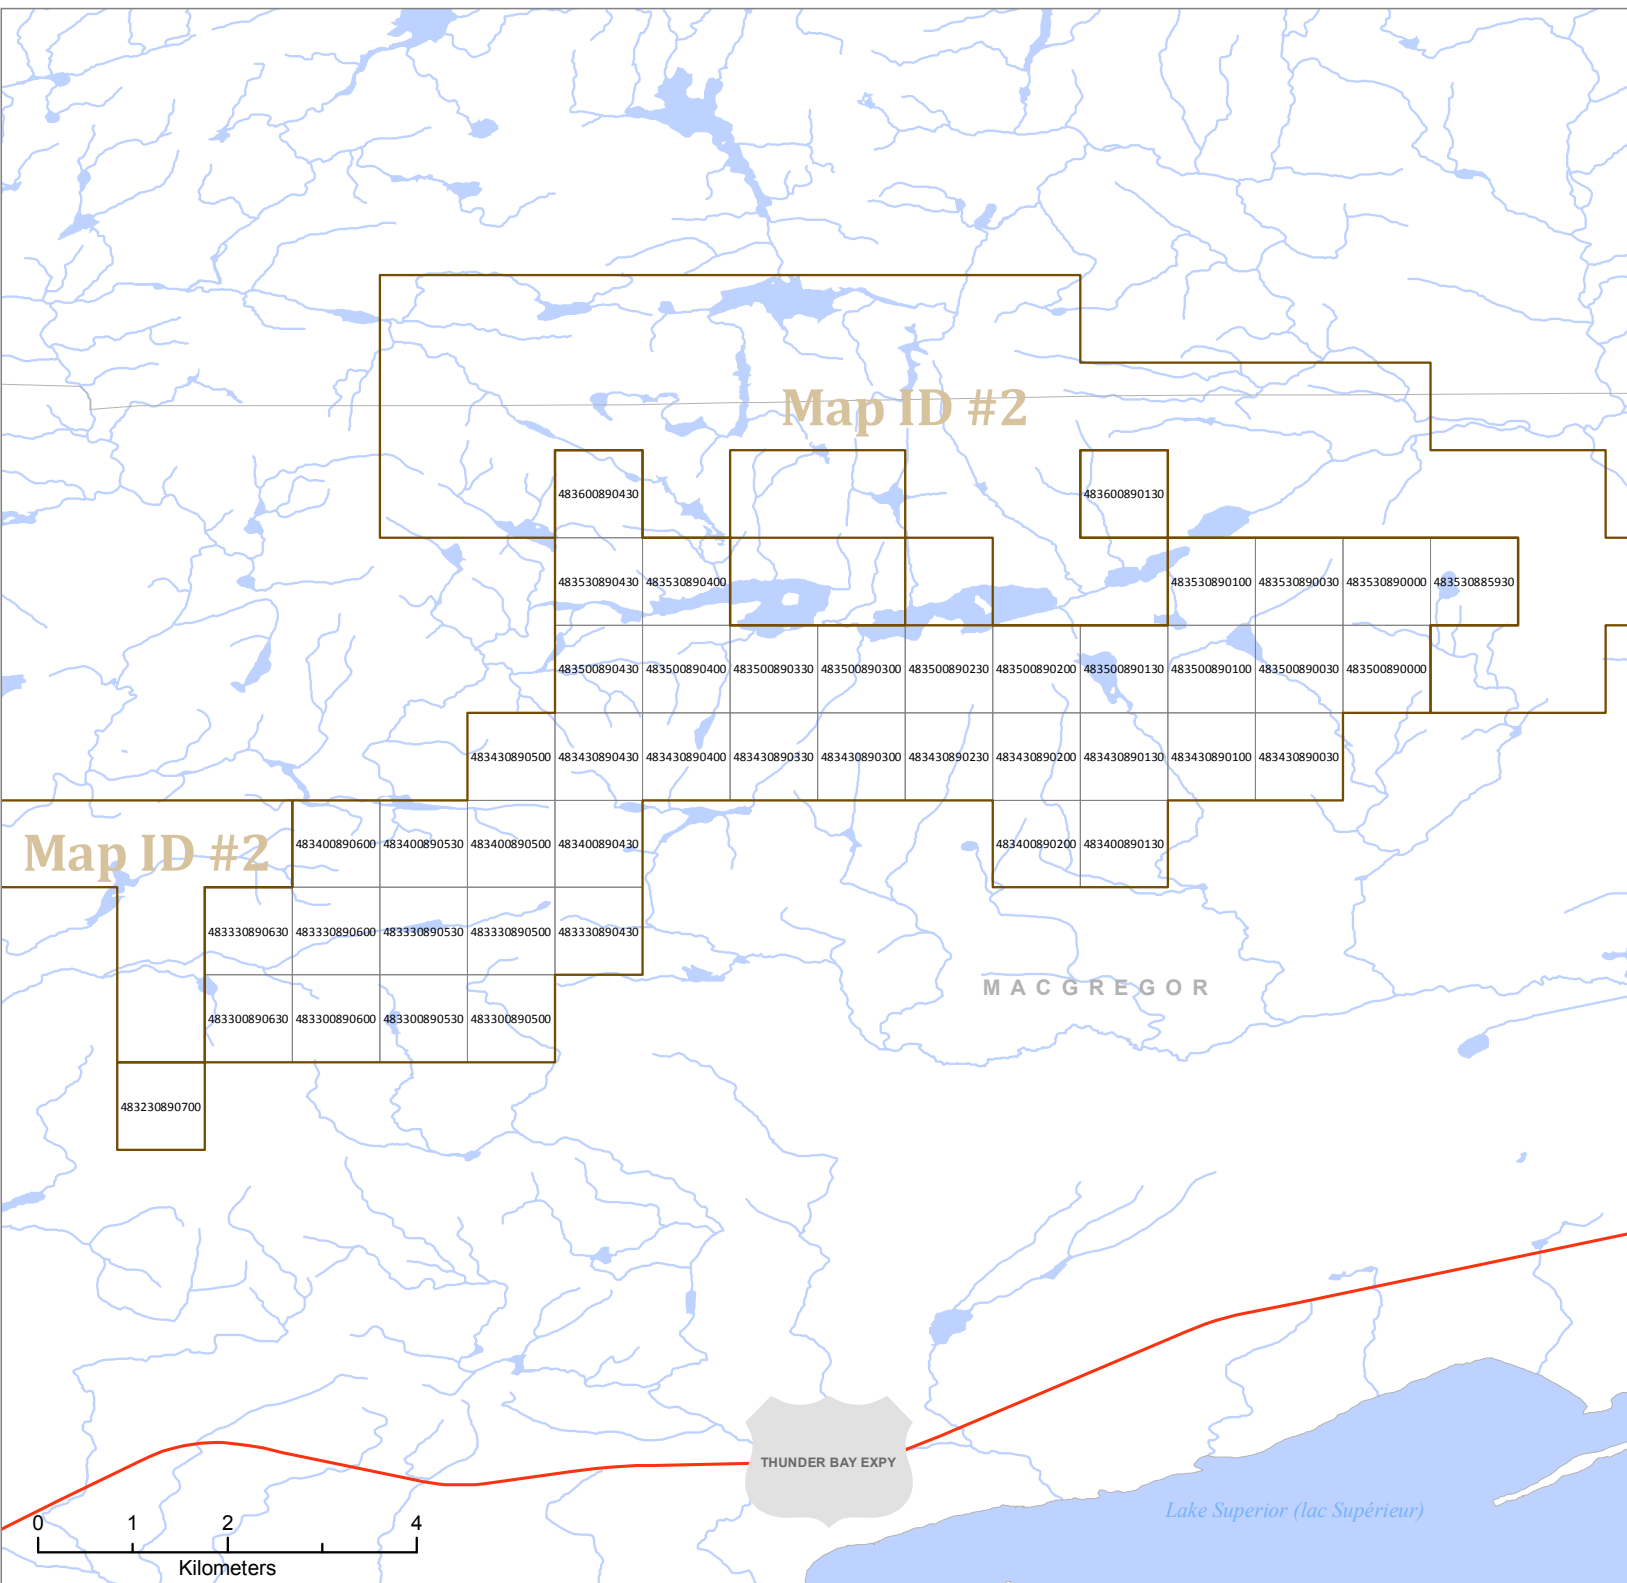 Map ID #2
483600890430 483600890130
483530890430 483530890400 483530890100 483530890030 483530890000 483530885930
483500890430 483500890400 483500890330 483500890300 483500890230 483500890200 483500890130 483500890100 483500890030 483500890000
483430890500 483430890430 483430890400 483430890330 483430890300 483430890230 483430890200 483430890130 483430890100 483430890030
Map ID #2
483400890600 483400890530 483400890500 483400890430 483400890200 483400890130
483330890630 483330890600 483330890530 483330890500 483330890430
MACGREGOR
483300890630 483300890600 483300890530 483300890500
483230890700
THUNDER BAY EXPY
Lake Superior (lac Supérieur)
0 1 2 4
Kilometers